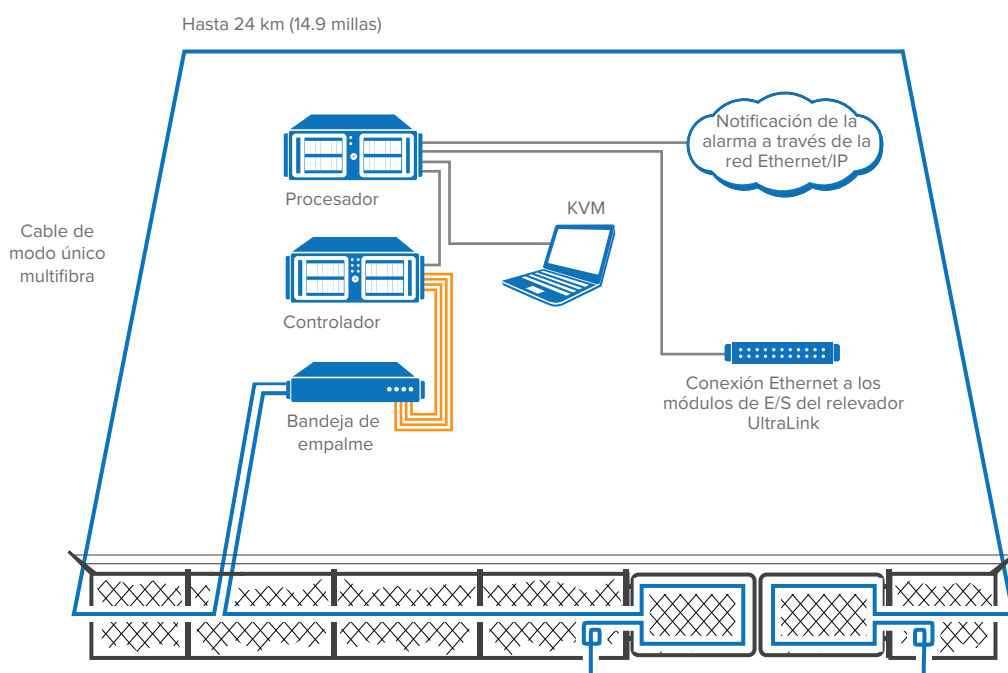 Hasta 24 km (14.9 millas)
Notificación de la
alarma a través de la
red Ethernet/IP
Procesador
KVM
Cable de
modo único
multifibra
Controlador
Conexión Ethernet a los
módulos de E/S del relevador
UltraLink
Bandeja de
empalme